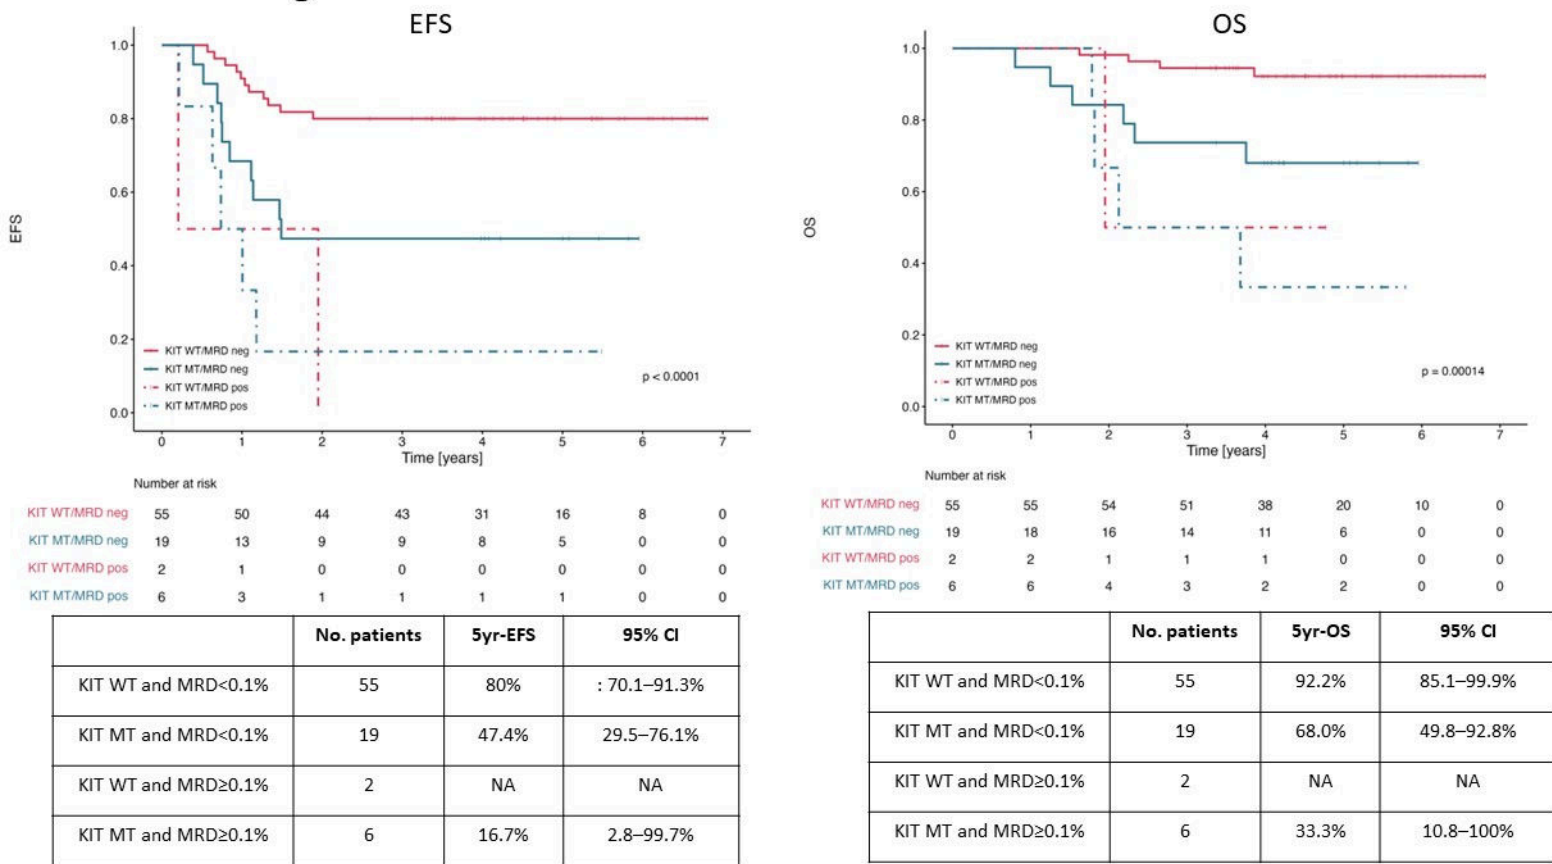 EFS
1.0
0.8
0.6
0.4
0.2
0.0
EFS
KIT WT/MRD neg
KIT MT/MRD neg
KIT WT/MRD pos
KIT MT/MRD pos
p < 0.0001
0 1 2 3 4 5 6 7
Time [years]
Number at risk
KIT WT/MRD neg 55 50 44 43 31 16 8 0
KIT MT/MRD neg 19 13 9 9 8 5 0 0
KIT WT/MRD pos 2 1 0 0 0 0 0 0
KIT MT/MRD pos 6 3 1 1 1 1 0 0
No. patients 5yr-EFS 95% CI
KIT WT and MRD<0.1% 55 80% : 70.1–91.3%
KIT MT and MRD<0.1% 19 47.4% 29.5–76.1%
KIT WT and MRD≥0.1% 2 NA NA
KIT MT and MRD≥0.1% 6 16.7% 2.8–99.7%
OS
1.0
0.8
0.6
0.4
0.2
0.0
OS
KIT WT/MRD neg
KIT MT/MRD neg
KIT WT/MRD pos
KIT MT/MRD pos
p = 0.00014
0 1 2 3 4 5 6 7
Time [years]
Number at risk
KIT WT/MRD neg 55 55 54 51 38 20 10 0
KIT MT/MRD neg 19 18 16 14 11 6 0 0
KIT WT/MRD pos 2 2 1 1 1 0 0 0
KIT MT/MRD pos 6 6 4 3 2 2 0 0
No. patients 5yr-OS 95% CI
KIT WT and MRD<0.1% 55 92.2% 85.1–99.9%
KIT MT and MRD<0.1% 19 68.0% 49.8–92.8%
KIT WT and MRD≥0.1% 2 NA NA
KIT MT and MRD≥0.1% 6 33.3% 10.8–100%